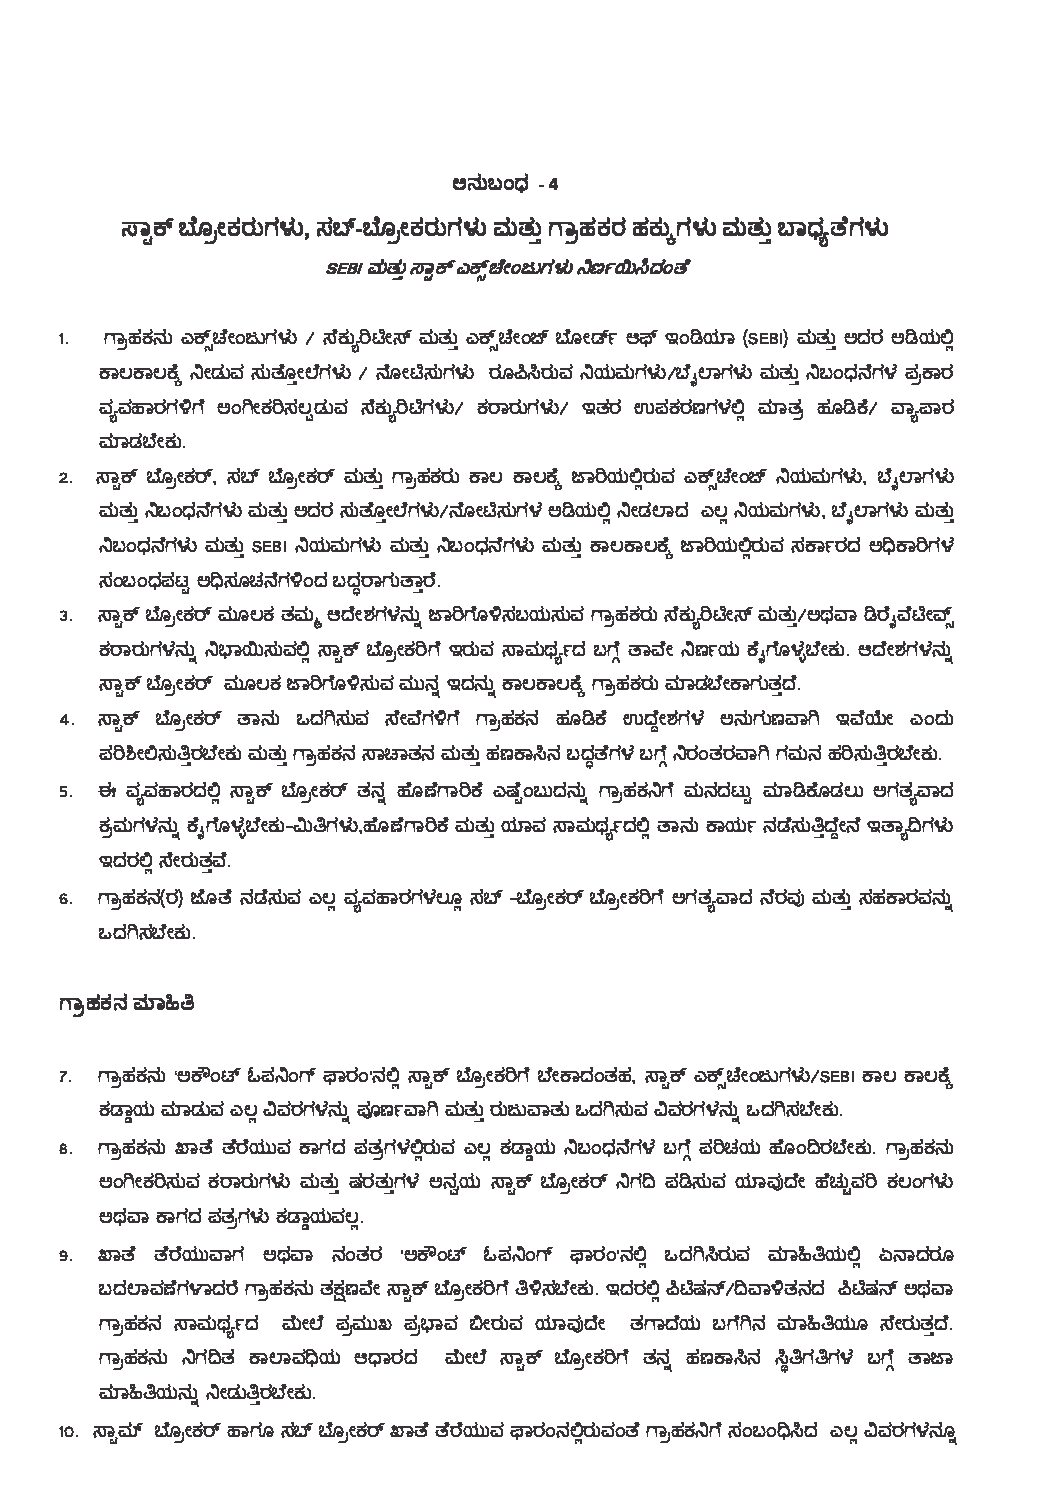 ಅನುಬಂಧ - 4
ಸ್ಟಾಕ್ ಬ್ರೋಕರುಗಳು, ಸಬ್-ಬ್ರೋಕರುಗಳು ಮತ್ತು ಗ್ರಾಹಕರ ಹಕ್ಕುಗಳು ಮತ್ತು ಬಾಧ್ಯತೆಗಳು
SEBI ಮತ್ತು ಸ್ಟಾಕ್ ಎಕ್ಸ್‌ಚೇಂಜುಗಳು ನಿರ್ಣಯಿಸಿದಂತೆ
1. ಗ್ರಾಹಕನು ಎಕ್ಸ್‌ಚೇಂಜುಗಳು / ಸೆಕ್ಯುರಿಟೀಸ್ ಮತ್ತು ಎಕ್ಸ್‌ಚೇಂಜ್ ಬೋರ್ಡ್ ಆಫ್ ಇಂಡಿಯಾ (SEBI) ಮತ್ತು ಅದರ ಅಡಿಯಲ್ಲಿ
ಕಾಲಕಾಲಕ್ಕೆ ನೀಡುವ ಸುತ್ತೋಲೆಗಳು / ನೋಟಿಸುಗಳು ರೂಪಿಸಿರುವ ನಿಯಮಗಳು/ಬೈಲಾಗಳು ಮತ್ತು ನಿಬಂಧನೆಗಳ ಪ್ರಕಾರ
ವ್ಯವಹಾರಗಳಿಗೆ ಅಂಗೀಕರಿಸಲ್ಪಡುವ ಸೆಕ್ಯುರಿಟಿಗಳು/ ಕರಾರುಗಳು/ ಇತರ ಉಪಕರಣಗಳಲ್ಲಿ ಮಾತ್ರ ಹೂಡಿಕೆ/ ವ್ಯಾಪಾರ
ಮಾಡಬೇಕು.
2. ಸ್ಟಾಕ್ ಬ್ರೋಕರ್, ಸಬ್ ಬ್ರೋಕರ್ ಮತ್ತು ಗ್ರಾಹಕರು ಕಾಲ ಕಾಲಕ್ಕೆ ಜಾರಿಯಲ್ಲಿರುವ ಎಕ್ಸ್‌ಚೇಂಜ್ ನಿಯಮಗಳು, ಬೈಲಾಗಳು
ಮತ್ತು ನಿಬಂಧನೆಗಳು ಮತ್ತು ಅದರ ಸುತ್ತೋಲೆಗಳು/ನೋಟಿಸುಗಳ ಅಡಿಯಲ್ಲಿ ನೀಡಲಾದ ಎಲ್ಲ ನಿಯಮಗಳು, ಬೈಲಾಗಳು ಮತ್ತು
ನಿಬಂಧನೆಗಳು ಮತ್ತು SEBI ನಿಯಮಗಳು ಮತ್ತು ನಿಬಂಧನೆಗಳು ಮತ್ತು ಕಾಲಕಾಲಕ್ಕೆ ಜಾರಿಯಲ್ಲಿರುವ ಸರ್ಕಾರದ ಅಧಿಕಾರಿಗಳ
ಸಂಬಂಧಪಟ್ಟ ಅಧಿಸೂಚನೆಗಳಿಂದ ಬದ್ಧರಾಗುತ್ತಾರೆ.
3. ಸ್ಟಾಕ್ ಬ್ರೋಕರ್ ಮೂಲಕ ತಮ್ಮ ಆದೇಶಗಳನ್ನು ಜಾರಿಗೊಳಿಸಬಯಸುವ ಗ್ರಾಹಕರು ಸೆಕ್ಯುರಿಟೀಸ್ ಮತ್ತು/ಅಥವಾ ಡಿರೈವೆಟೀವ್ಸ್
ಕರಾರುಗಳನ್ನು ನಿಭಾಯಿಸುವಲ್ಲಿ ಸ್ಟಾಕ್ ಬ್ರೋಕರಿಗೆ ಇರುವ ಸಾಮರ್ಥ್ಯದ ಬಗ್ಗೆ ತಾವೇ ನಿರ್ಣಯ ಕೈಗೊಳ್ಳಬೇಕು. ಆದೇಶಗಳನ್ನು
ಸ್ಟಾಕ್ ಬ್ರೋಕರ್ ಮೂಲಕ ಜಾರಿಗೊಳಿಸುವ ಮುನ್ನ ಇದನ್ನು ಕಾಲಕಾಲಕ್ಕೆ ಗ್ರಾಹಕರು ಮಾಡಬೇಕಾಗುತ್ತದೆ.
4. ಸ್ಟಾಕ್ ಬ್ರೋಕರ್ ತಾನು ಒದಗಿಸುವ ಸೇವೆಗಳಿಗೆ ಗ್ರಾಹಕನ ಹೂಡಿಕೆ ಉದ್ದೇಶಗಳ ಅನುಗುಣವಾಗಿ ಇವೆಯೇ ಎಂದು
ಪರಿಶೀಲಿಸುತ್ತಿರಬೇಕು ಮತ್ತು ಗ್ರಾಹಕನ ಸಾಚಾತನ ಮತ್ತು ಹಣಕಾಸಿನ ಬದ್ಧತೆಗಳ ಬಗ್ಗೆ ನಿರಂತರವಾಗಿ ಗಮನ ಹರಿಸುತ್ತಿರಬೇಕು.
5. ಈ ವ್ಯವಹಾರದಲ್ಲಿ ಸ್ಟಾಕ್ ಬ್ರೋಕರ್ ತನ್ನ ಹೊಣೆಗಾರಿಕೆ ಎಷ್ಟೆಂಬುದನ್ನು ಗ್ರಾಹಕನಿಗೆ ಮನದಟ್ಟು ಮಾಡಿಕೊಡಲು ಅಗತ್ಯವಾದ
ಕ್ರಮಗಳನ್ನು ಕೈಗೊಳ್ಳಬೇಕು-ಮಿತಿಗಳು,ಹೊಣೆಗಾರಿಕೆ ಮತ್ತು ಯಾವ ಸಾಮರ್ಥ್ಯದಲ್ಲಿ ತಾನು ಕಾರ್ಯ ನಡೆಸುತ್ತಿದ್ದೇನೆ ಇತ್ಯಾದಿಗಳು
ಇದರಲ್ಲಿ ಸೇರುತ್ತವೆ.
6. ಗ್ರಾಹಕನ(ರ) ಜೊತೆ ನಡೆಸುವ ಎಲ್ಲ ವ್ಯವಹಾರಗಳಲ್ಲೂ ಸಬ್ -ಬ್ರೋಕರ್ ಬ್ರೋಕರಿಗೆ ಅಗತ್ಯವಾದ ನೆರವು ಮತ್ತು ಸಹಕಾರವನ್ನು
ಒದಗಿಸಬೇಕು.
ಗ್ರಾಹಕನ ಮಾಹಿತಿ
7. ಗ್ರಾಹಕನು 'ಅಕೌಂಟ್ ಓಪನಿಂಗ್ ಫಾರಂ'ನಲ್ಲಿ ಸ್ಟಾಕ್ ಬ್ರೋಕರಿಗೆ ಬೇಕಾದಂತಹ, ಸ್ಟಾಕ್ ಎಕ್ಸ್‌ಚೇಂಜುಗಳು/SEBI ಕಾಲ ಕಾಲಕ್ಕೆ
ಕಡ್ಡಾಯ ಮಾಡುವ ಎಲ್ಲ ವಿವರಗಳನ್ನು ಪೂರ್ಣವಾಗಿ ಮತ್ತು ರುಜುವಾತು ಒದಗಿಸುವ ವಿವರಗಳನ್ನು ಒದಗಿಸಬೇಕು.
8. ಗ್ರಾಹಕನು ಖಾತೆ ತೆರೆಯುವ ಕಾಗದ ಪತ್ರಗಳಲ್ಲಿರುವ ಎಲ್ಲ ಕಡ್ಡಾಯ ನಿಬಂಧನೆಗಳ ಬಗ್ಗೆ ಪರಿಚಯ ಹೊಂದಿರಬೇಕು. ಗ್ರಾಹಕನು
ಅಂಗೀಕರಿಸುವ ಕರಾರುಗಳು ಮತ್ತು ಷರತ್ತುಗಳ ಅನ್ವಯ ಸ್ಟಾಕ್ ಬ್ರೋಕರ್ ನಿಗದಿ ಪಡಿಸುವ ಯಾವುದೇ ಹೆಚ್ಚುವರಿ ಕಲಂಗಳು
ಅಥವಾ ಕಾಗದ ಪತ್ರಗಳು ಕಡ್ಡಾಯವಲ್ಲ.
9. ಖಾತೆ ತೆರೆಯುವಾಗ ಅಥವಾ ನಂತರ 'ಅಕೌಂಟ್ ಓಪನಿಂಗ್ ಫಾರಂ'ನಲ್ಲಿ ಒದಗಿಸಿರುವ ಮಾಹಿತಿಯಲ್ಲಿ ಏನಾದರೂ
ಬದಲಾವಣೆಗಳಾದರೆ ಗ್ರಾಹಕನು ತಕ್ಷಣವೇ ಸ್ಟಾಕ್ ಬ್ರೋಕರಿಗೆ ತಿಳಿಸಬೇಕು. ಇದರಲ್ಲಿ ಪಿಟಿಷನ್/ದಿವಾಳಿತನದ ಪಿಟಿಷನ್ ಅಥವಾ
ಗ್ರಾಹಕನ ಸಾಮರ್ಥ್ಯದ ಮೇಲೆ ಪ್ರಮುಖ ಪ್ರಭಾವ ಬೀರುವ ಯಾವುದೇ ತಗಾದೆಯ ಬಗೆಗಿನ ಮಾಹಿತಿಯೂ ಸೇರುತ್ತದೆ.
ಗ್ರಾಹಕನು ನಿಗದಿತ ಕಾಲಾವಧಿಯ ಆಧಾರದ ಮೇಲೆ ಸ್ಟಾಕ್ ಬ್ರೋಕರಿಗೆ ತನ್ನ ಹಣಕಾಸಿನ ಸ್ಥಿತಿಗತಿಗಳ ಬಗ್ಗೆ ತಾಜಾ
ಮಾಹಿತಿಯನ್ನು ನೀಡುತ್ತಿರಬೇಕು.
10. ಸ್ಟಾಮ್ ಬ್ರೋಕರ್ ಹಾಗೂ ಸಬ್ ಬ್ರೋಕರ್ ಖಾತೆ ತೆರೆಯುವ ಫಾರಂನಲ್ಲಿರುವಂತೆ ಗ್ರಾಹಕನಿಗೆ ಸಂಬಂಧಿಸಿದ ಎಲ್ಲ ವಿವರಗಳನ್ನೂ